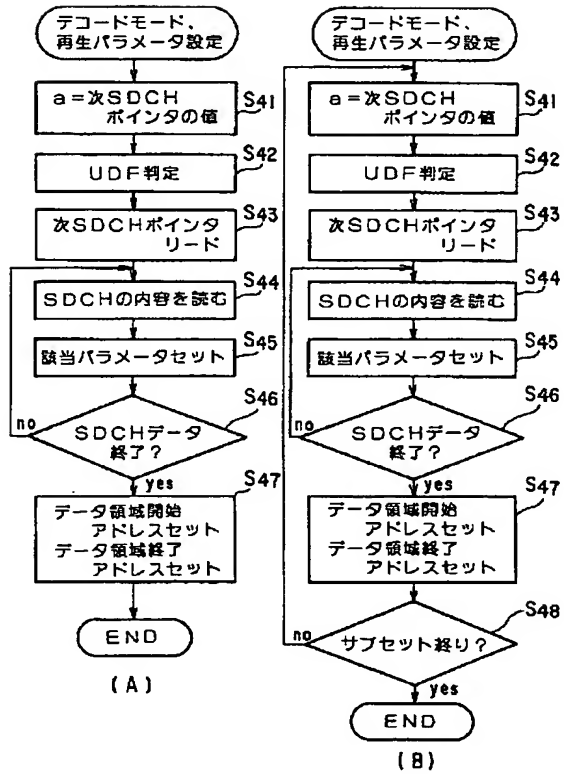 デコードモード、
再生パラメータ設定
a=次SDCH
ポインタの値
S41
UDF判定
S42
次SDCHポインタ
リード
S43
SDCHの内容を読む
S44
該当パラメータセット
S45
SDCHデータ
終了?
S46
no
yes
データ領域開始
アドレスセット
データ領域終了
アドレスセット
S47
END
(A)
デコードモード、
再生パラメータ設定
a=次SDCH
ポインタの値
S41
UDF判定
S42
次SDCHポインタ
リード
S43
SDCHの内容を読む
S44
該当パラメータセット
S45
SDCHデータ
終了?
S46
no
yes
データ領域開始
アドレスセット
データ領域終了
アドレスセット
S47
サブセット終り?
S48
no
yes
END
(B)